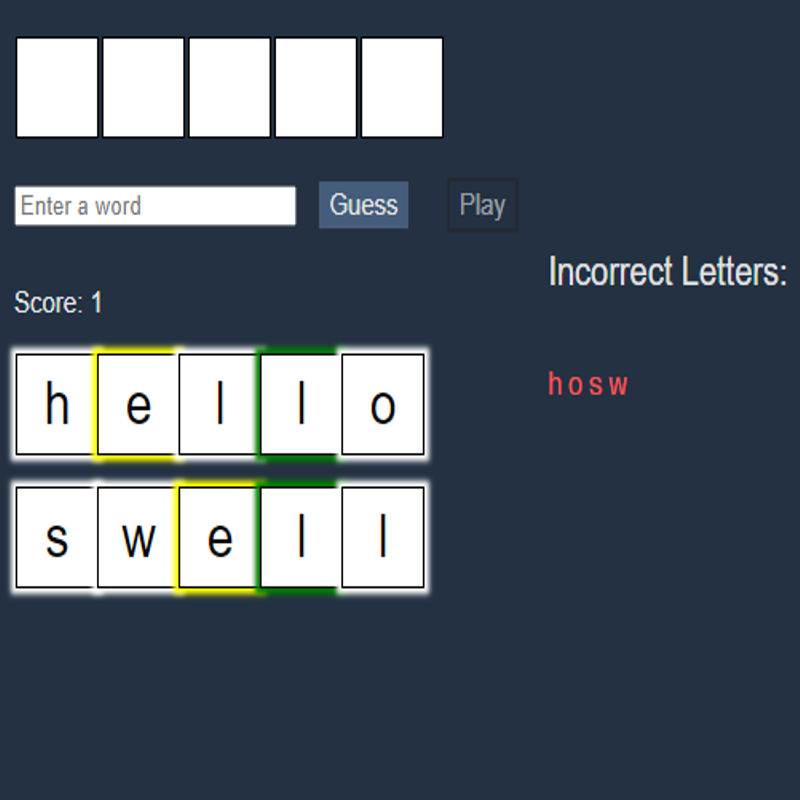 Enter a word Guess Play
Incorrect Letters:
Score: 1
h e l l o
h o s w
s w e l l